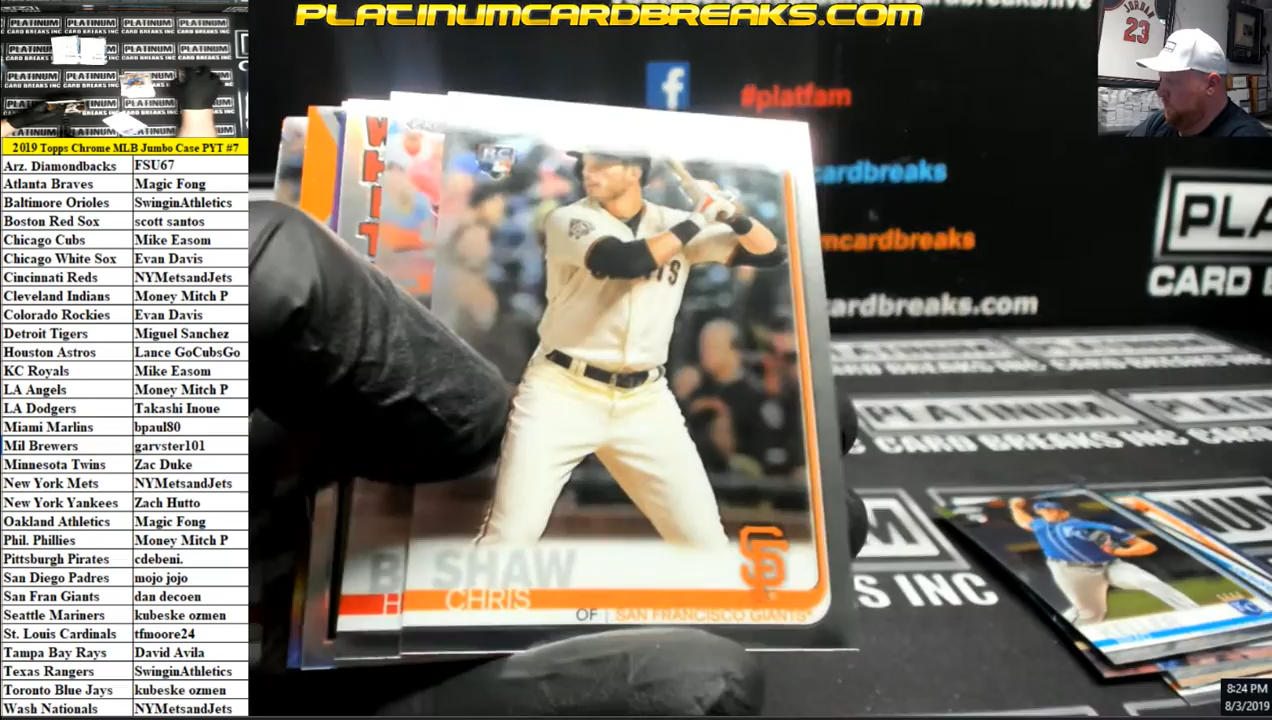 PLATINUMCARDBREAKS.COM
2019 Topps Chrome MLB Jumbo Case PYT #7
Arz. Diamondbacks FSU67
Atlanta Braves Magic Fong
Baltimore Orioles SwinginAthletics
Boston Red Sox scott santos
Chicago Cubs Mike Easom
Chicago White Sox Evan Davis
Cincinnati Reds NYMetsandJets
Cleveland Indians Money Mitch P
Colorado Rockies Evan Davis
Detroit Tigers Miguel Sanchez
Houston Astros Lance GoCubsGo
KC Royals Mike Easom
LA Angels Money Mitch P
LA Dodgers Takashi Inoue
Miami Marlins bpaul80
Mil Brewers garvster101
Minnesota Twins Zac Duke
New York Mets NYMetsandJets
New York Yankees Zach Hutto
Oakland Athletics Magic Fong
Phil. Phillies Money Mitch P
Pittsburgh Pirates cdebeni.
San Diego Padres mojo jojo
San Fran Giants dan decoen
Seattle Mariners kubeske ozmen
St. Louis Cardinals tfmoore24
Tampa Bay Rays David Avila
Texas Rangers SwinginAthletics
Toronto Blue Jays kubeske ozmen
Wash Nationals NYMetsandJets
JORDAN
23
f
#platfam
cardbreaks
mcardbreaks
rdbreaks.com
PLA
CARD B
RC
SHAW
CHRIS
OF | SAN FRANCISCO GIANTS
SF
B
H
PLATINUM
CARD BREAKS INC
8:24 PM
8/3/2019